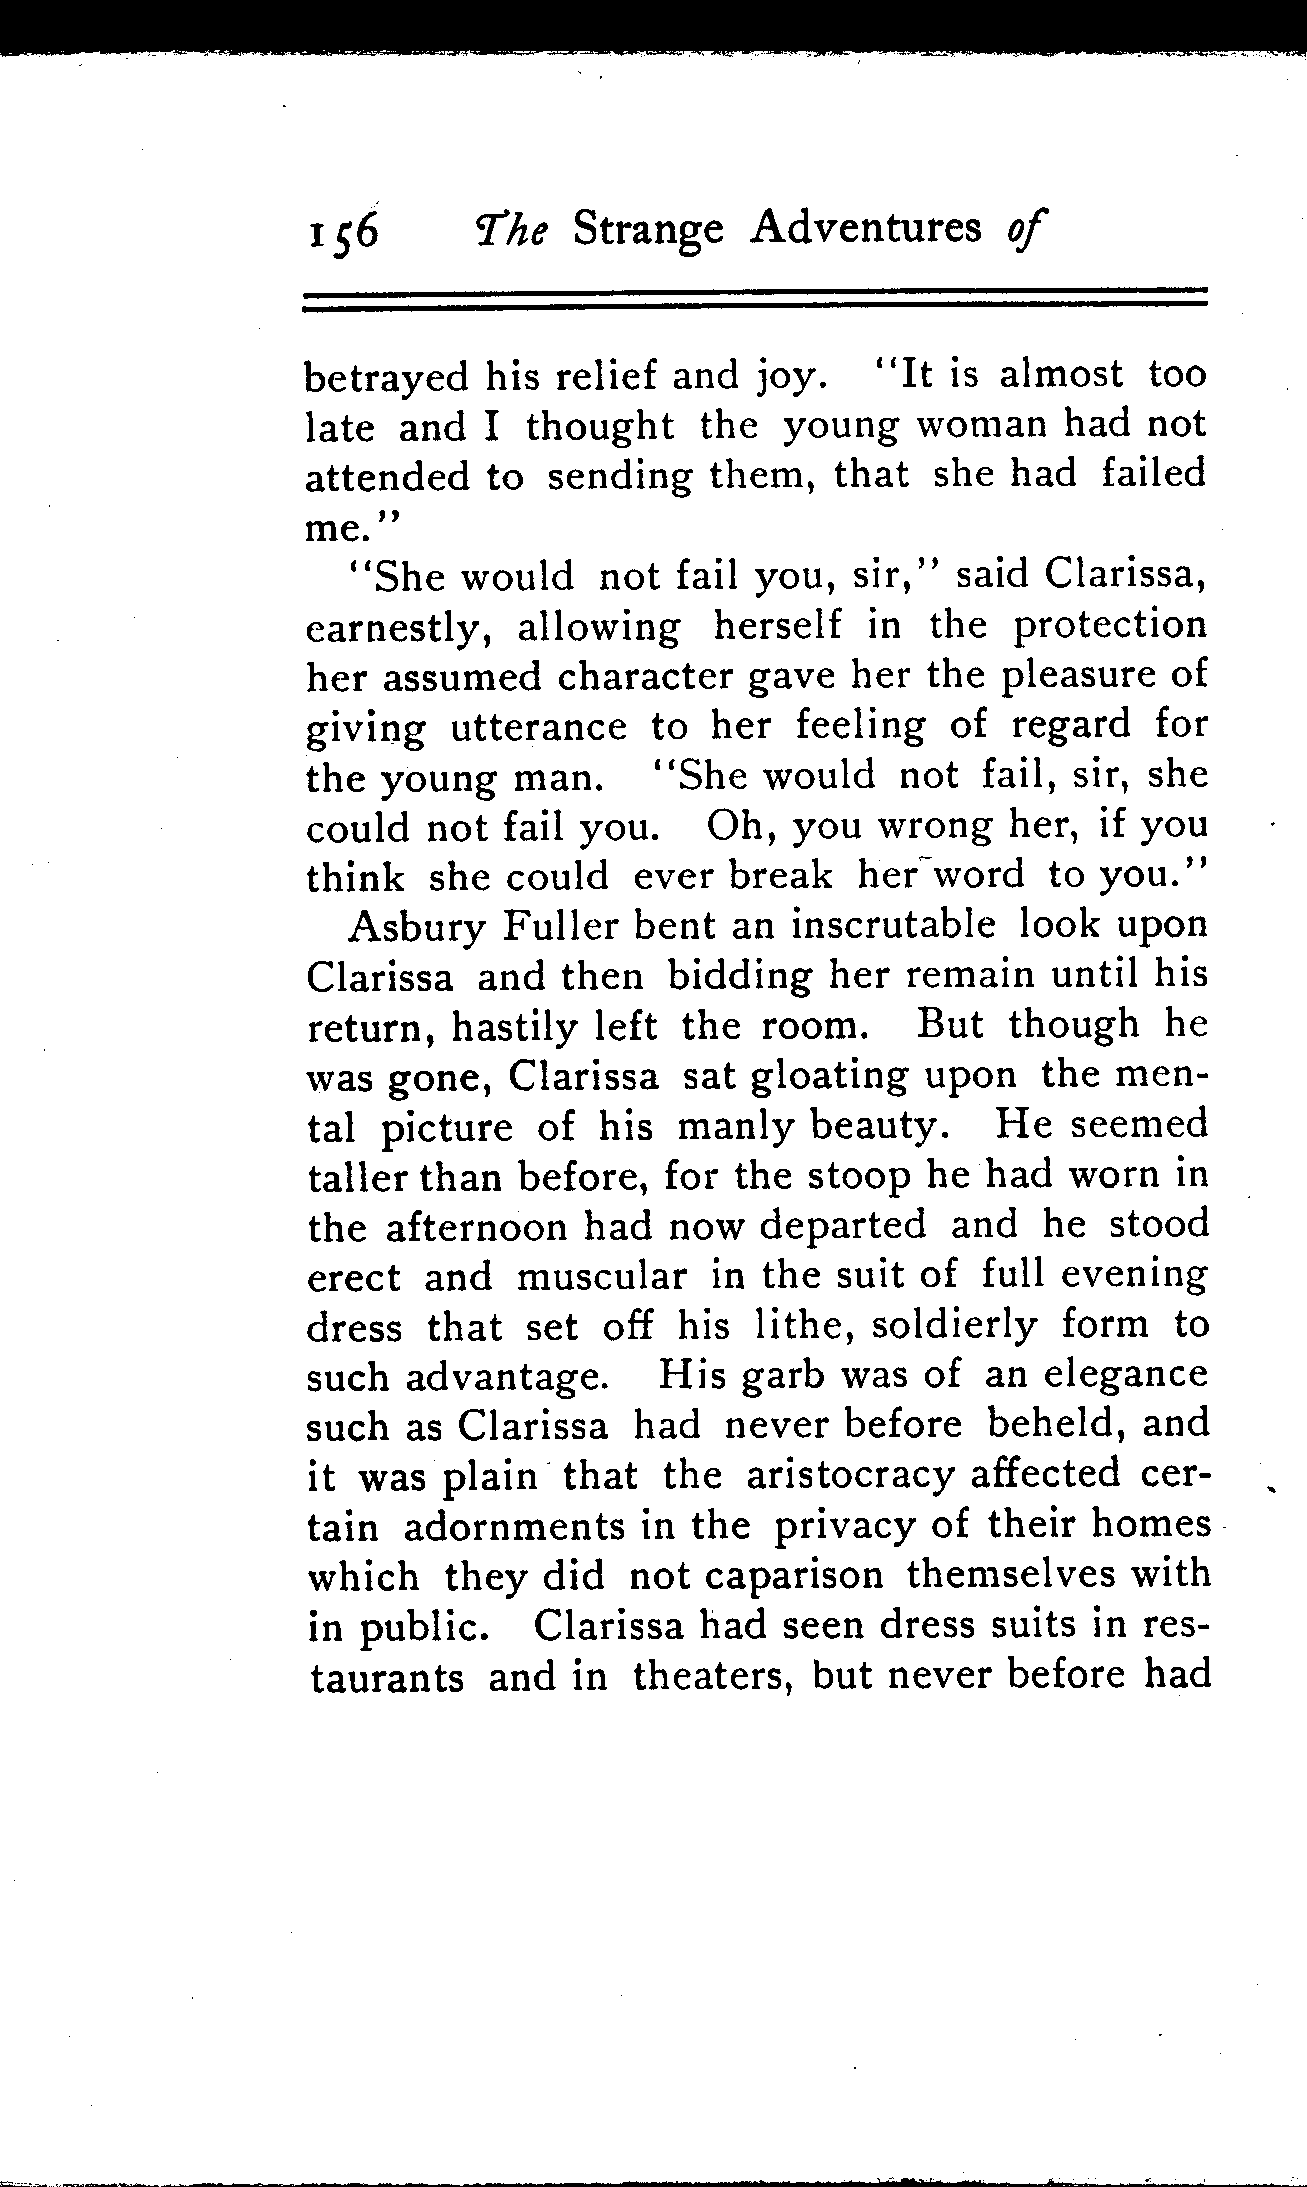 156 The Strange Adventures of
betrayed his relief and joy. "It is almost too
late and I thought the young woman had not
attended to sending them, that she had failed
me."
"She would not fail you, sir," said Clarissa,
earnestly, allowing herself in the protection
her assumed character gave her the pleasure of
giving utterance to her feeling of regard for
the young man. "She would not fail, sir, she
could not fail you. Oh, you wrong her, if you
think she could ever break her word to you."
Asbury Fuller bent an inscrutable look upon
Clarissa and then bidding her remain until his
return, hastily left the room. But though he
was gone, Clarissa sat gloating upon the men-
tal picture of his manly beauty. He seemed
taller than before, for the stoop he had worn in
the afternoon had now departed and he stood
erect and muscular in the suit of full evening
dress that set off his lithe, soldierly form to
such advantage. His garb was of an elegance
such as Clarissa had never before beheld, and
it was plain that the aristocracy affected cer-
tain adornments in the privacy of their homes
which they did not caparison themselves with
in public. Clarissa had seen dress suits in res-
taurants and in theaters, but never before had